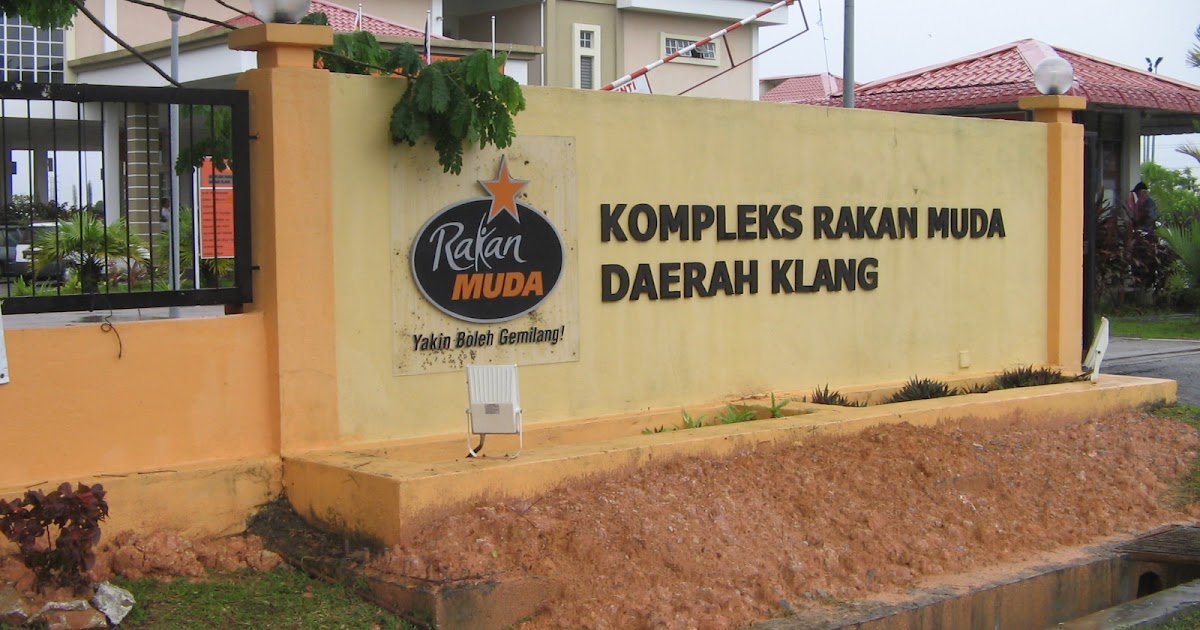 Rakan
MUDA
Yakin Boleh Gemilang!
KOMPLEKS RAKAN MUDA
DAERAH KLANG